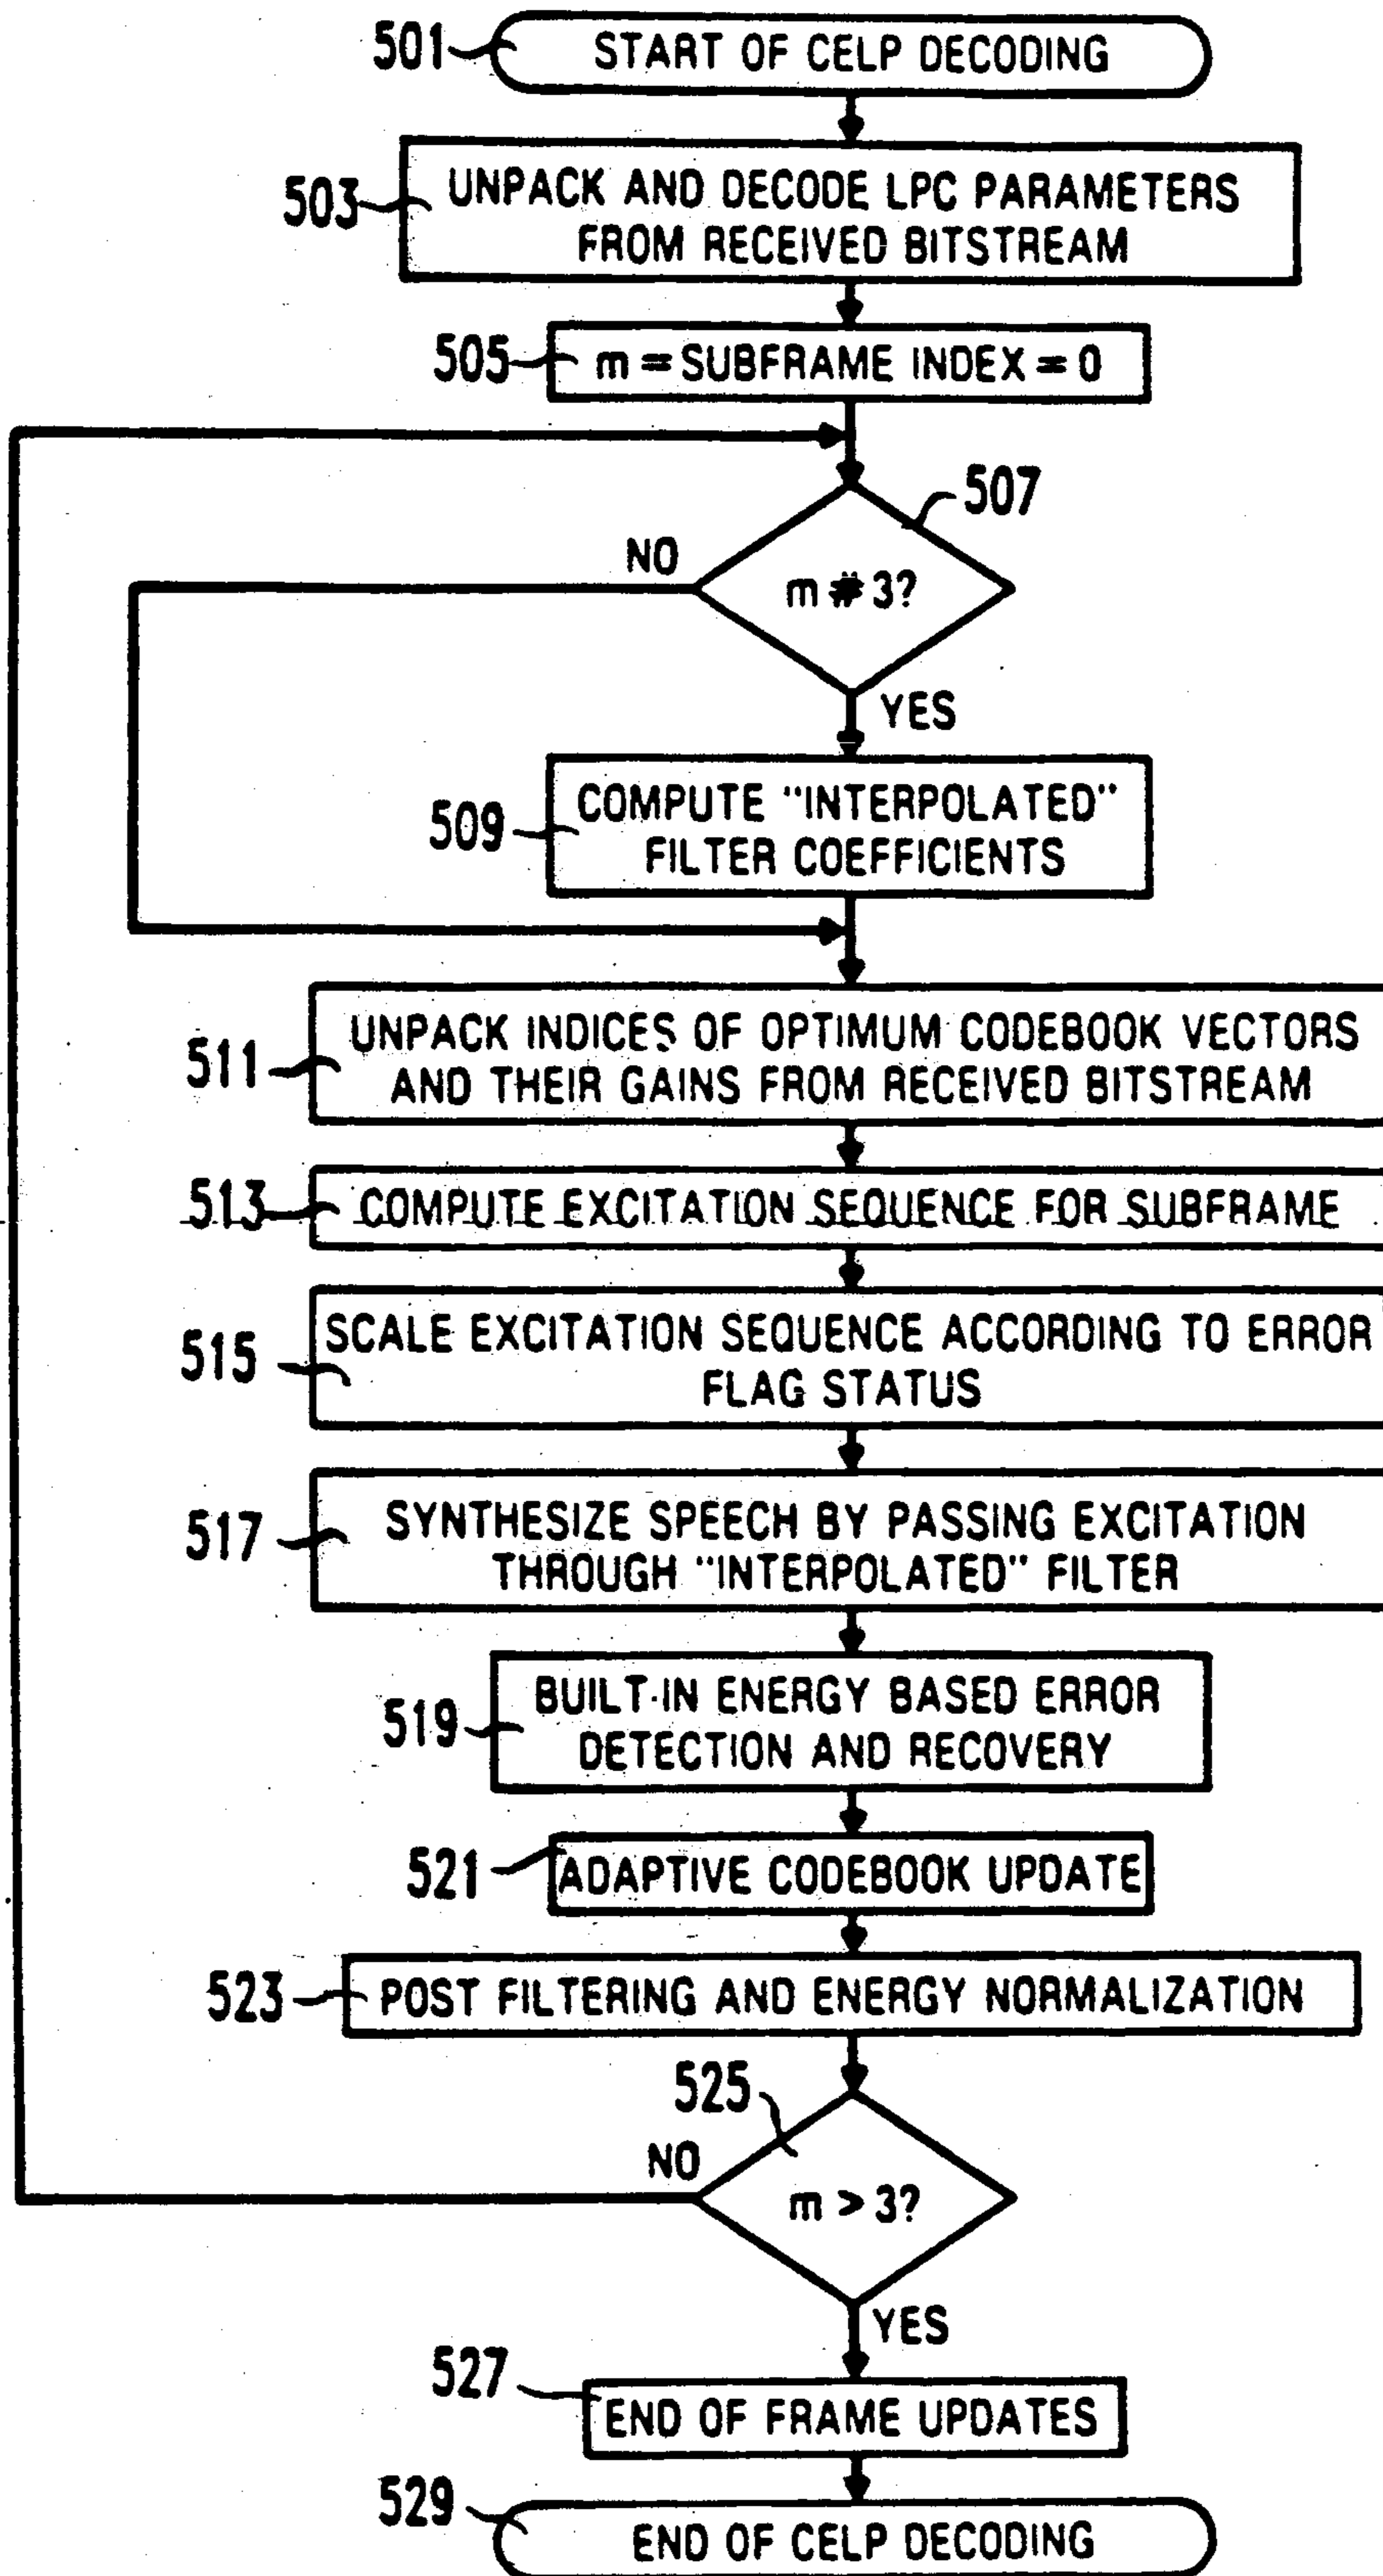 501 START OF CELP DECODING
503 UNPACK AND DECODE LPC PARAMETERS
FROM RECEIVED BITSTREAM
505 m = SUBFRAME INDEX = 0
507
NO
m ≠ 3?
YES
509 COMPUTE "INTERPOLATED"
FILTER COEFFICIENTS
511 UNPACK INDICES OF OPTIMUM CODEBOOK VECTORS
AND THEIR GAINS FROM RECEIVED BITSTREAM
513 COMPUTE EXCITATION SEQUENCE FOR SUBFRAME
515 SCALE EXCITATION SEQUENCE ACCORDING TO ERROR
FLAG STATUS
517 SYNTHESIZE SPEECH BY PASSING EXCITATION
THROUGH "INTERPOLATED" FILTER
519 BUILT-IN ENERGY BASED ERROR
DETECTION AND RECOVERY
521 ADAPTIVE CODEBOOK UPDATE
523 POST FILTERING AND ENERGY NORMALIZATION
525
NO
m > 3?
YES
527 END OF FRAME UPDATES
529 END OF CELP DECODING